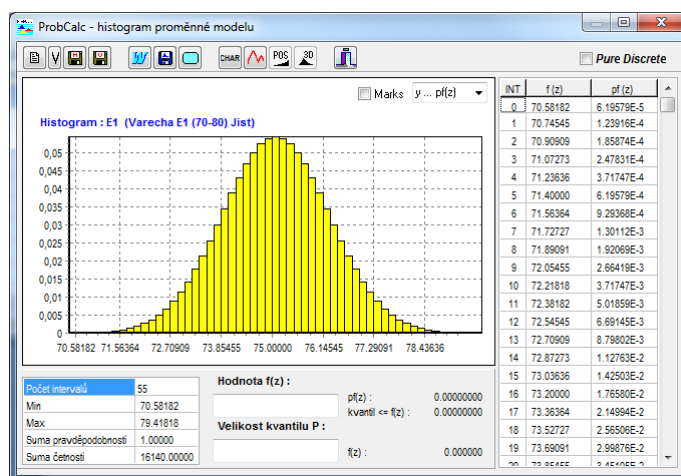 ProbCalc - histogram proměnné modelu
CHAR POS 3D Pure Discrete
Marks y ... pf(z)
Histogram : E1 (Varecha E1 (70-80) Jist)
0,05
0,045
0,04
0,035
0,03
0,025
0,02
0,015
0,01
0,005
0
70.58182 71.56364 72.70909 73.85455 75.00000 76.14545 77.29091 78.43636
INT f (z) pf (z)
0 70.58182 6.19579E-5
1 70.74545 1.23916E-4
2 70.90909 1.85874E-4
3 71.07273 2.47831E-4
4 71.23636 3.71747E-4
5 71.40000 6.19579E-4
6 71.56364 9.29368E-4
7 71.72727 1.30112E-3
8 71.89091 1.92069E-3
9 72.05455 2.66419E-3
10 72.21818 3.71747E-3
11 72.38182 5.01859E-3
12 72.54545 6.69145E-3
13 72.70909 8.79802E-3
14 72.87273 1.12763E-2
15 73.03636 1.42503E-2
16 73.20000 1.76580E-2
17 73.36364 2.14994E-2
18 73.52727 2.56506E-2
19 73.69091 2.99876E-2
Počet intervalů 55
Min 70.58182
Max 79.41818
Suma pravděpodobností 1.00000
Suma četností 16140.00000
Hodnota f(z) :
pf(z) : 0.00000000
kvantil <= f(z) : 0.00000000
Velikost kvantilu P :
f(z) : 0.000000